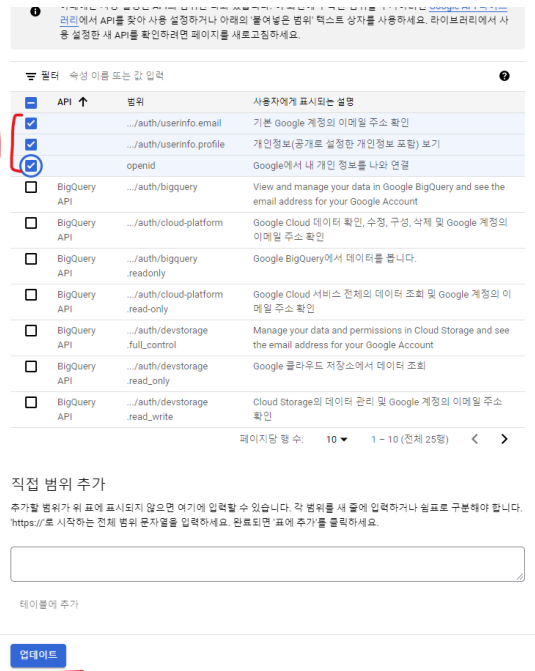 러리에서 API를 찾아 사용 설정하거나 아래의 '붙여넣은 범위' 텍스트 상자를 사용하세요. 라이브러리에서 사
용 설정한 새 API를 확인하려면 페이지를 새로고침하세요.
필터 속성 이름 또는 값 입력
API 범위 사용자에게 표시되는 설명
.../auth/userinfo.email 기본 Google 계정의 이메일 주소 확인
.../auth/userinfo.profile 개인정보(공개로 설정한 개인정보 포함) 보기
openid Google에서 내 개인 정보를 나와 연결
BigQuery .../auth/bigquery View and manage your data in Google BigQuery and see the
API email address for your Google Account
BigQuery .../auth/cloud-platform Google Cloud 데이터 확인, 수정, 구성, 삭제 및 Google 계정의
API 이메일 주소 확인
BigQuery .../auth/bigquery Google BigQuery에서 데이터를 봅니다.
API .readonly
BigQuery .../auth/cloud-platform Google Cloud 서비스 전체의 데이터 조회 및 Google 계정의 이
API .read-only 메일 주소 확인
BigQuery .../auth/devstorage Manage your data and permissions in Cloud Storage and see
API .full_control the email address for your Google Account
BigQuery .../auth/devstorage Google 클라우드 저장소에서 데이터 조회
API .read_only
BigQuery .../auth/devstorage Cloud Storage의 데이터 관리 및 Google 계정의 이메일 주소
API .read_write 확인
페이지당 행 수: 10 1 – 10 (전체 25행)
직접 범위 추가
추가할 범위가 위 표에 표시되지 않으면 여기에 입력할 수 있습니다. 각 범위를 새 줄에 입력하거나 쉼표로 구분해야 합니다.
'https://'로 시작하는 전체 범위 문자열을 입력하세요. 완료되면 '표에 추가'를 클릭하세요.
테이블에 추가
업데이트